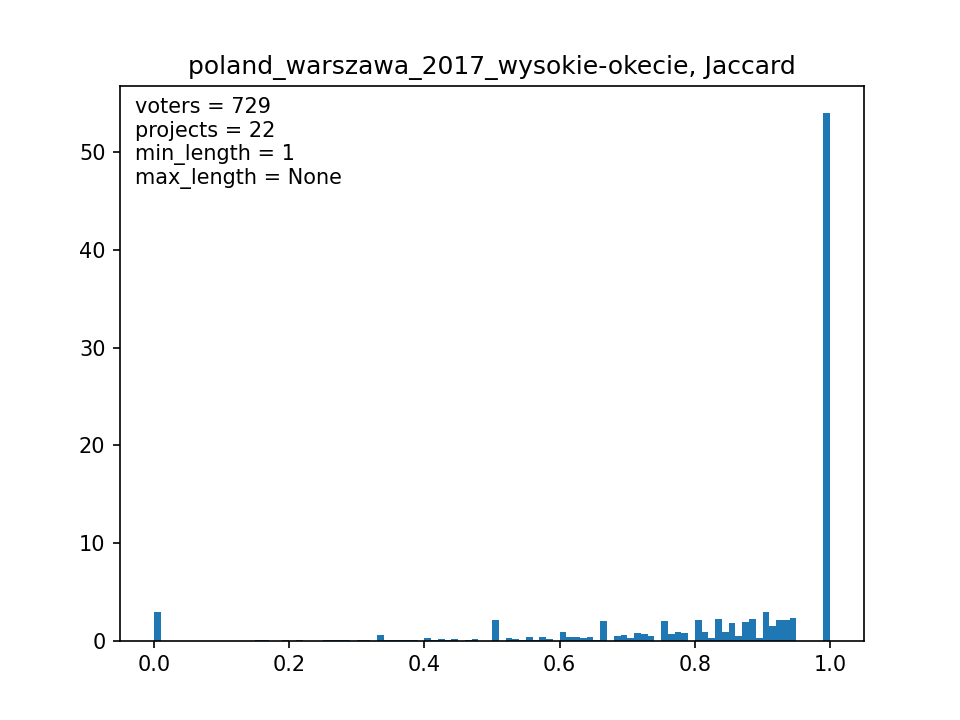 poland_warszawa_2017_wysokie-okecie, Jaccard
voters = 729
projects = 22
min_length = 1
max_length = None
50
40
30
20
10
0
0.0 0.2 0.4 0.6 0.8 1.0